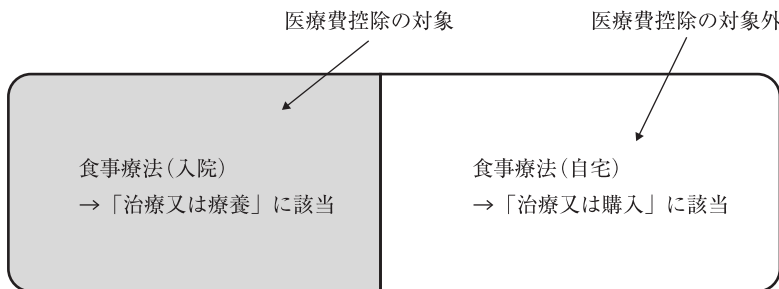 医療費控除の対象
医療費控除の対象外
食事療法(入院)
→「治療又は療養」に該当
食事療法(自宅)
→「治療又は購入」に該当